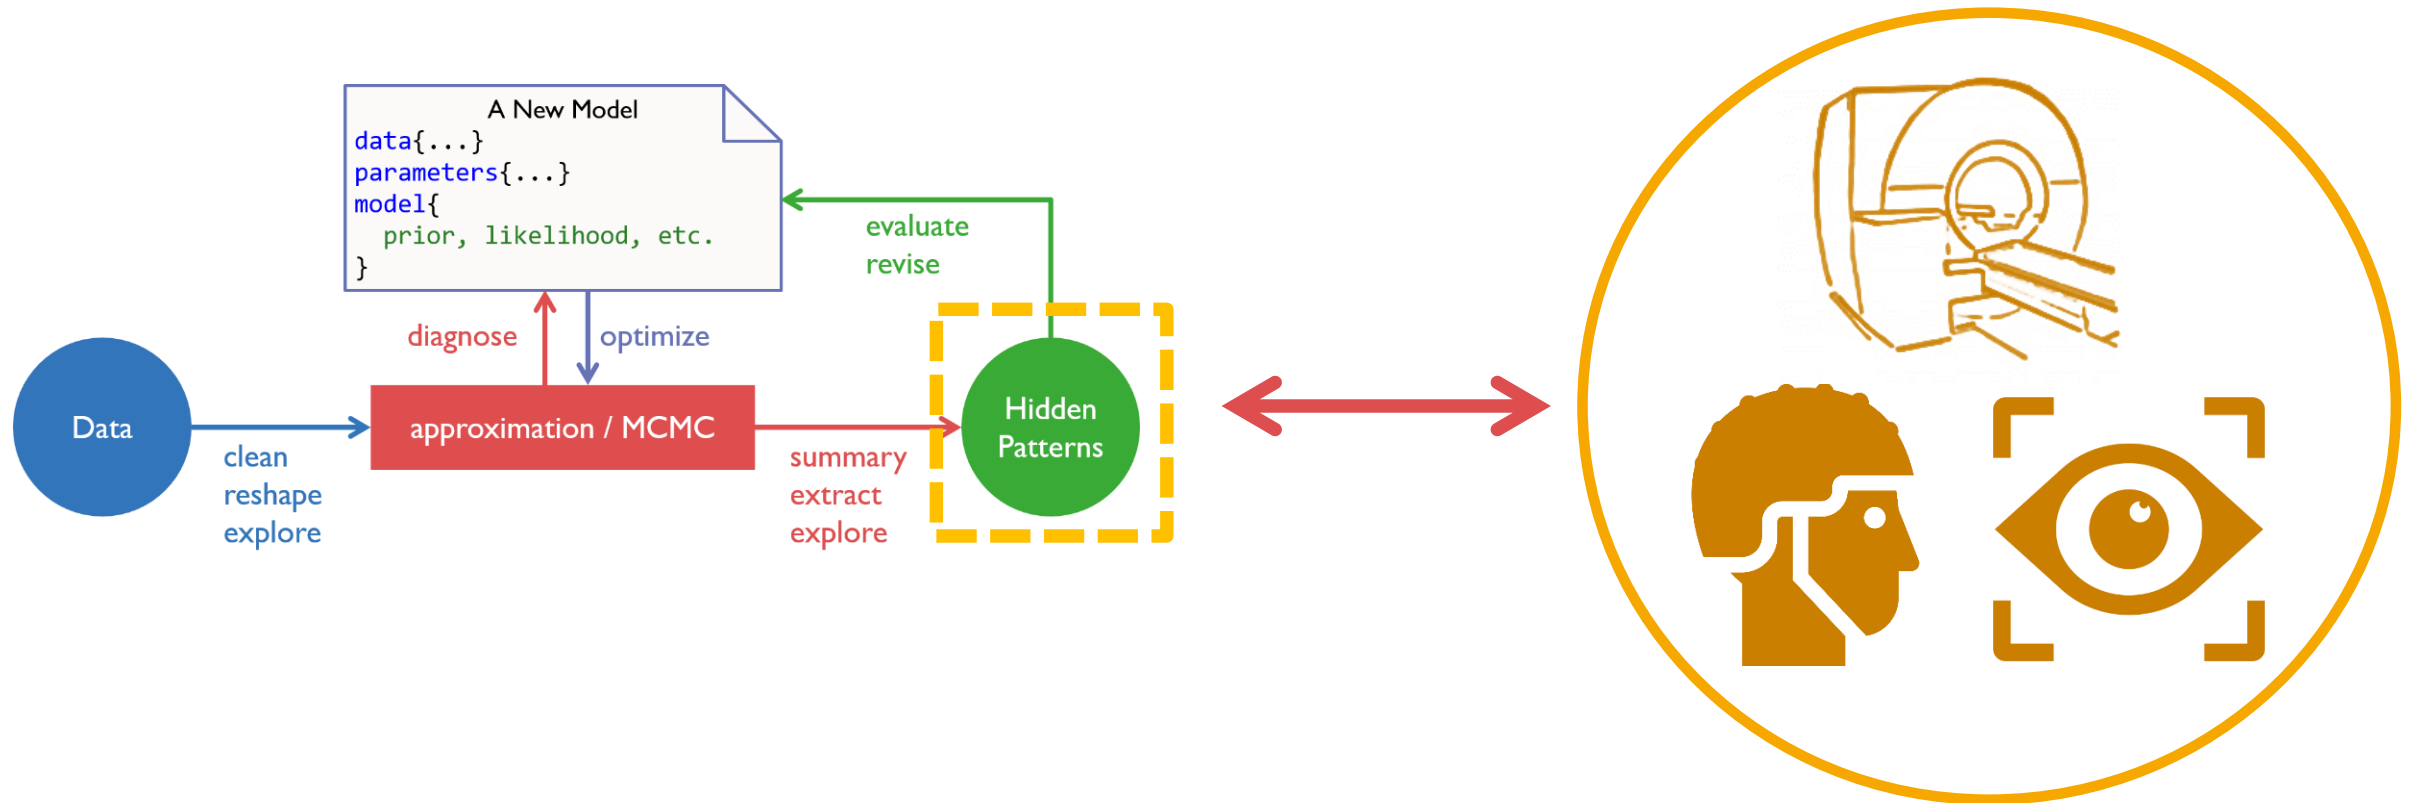 A New Model
data{...}
parameters{...}
model{
  prior, likelihood, etc.
}
evaluate
revise
diagnose
optimize
Data
approximation / MCMC
Hidden
Patterns
clean
reshape
explore
summary
extract
explore